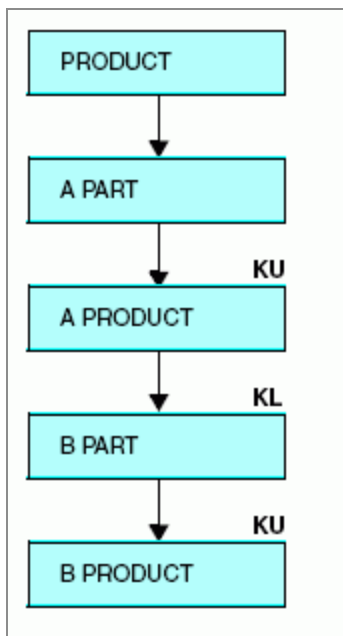 PRODUCT
A PART
KU
A PRODUCT
KL
B PART
KU
B PRODUCT